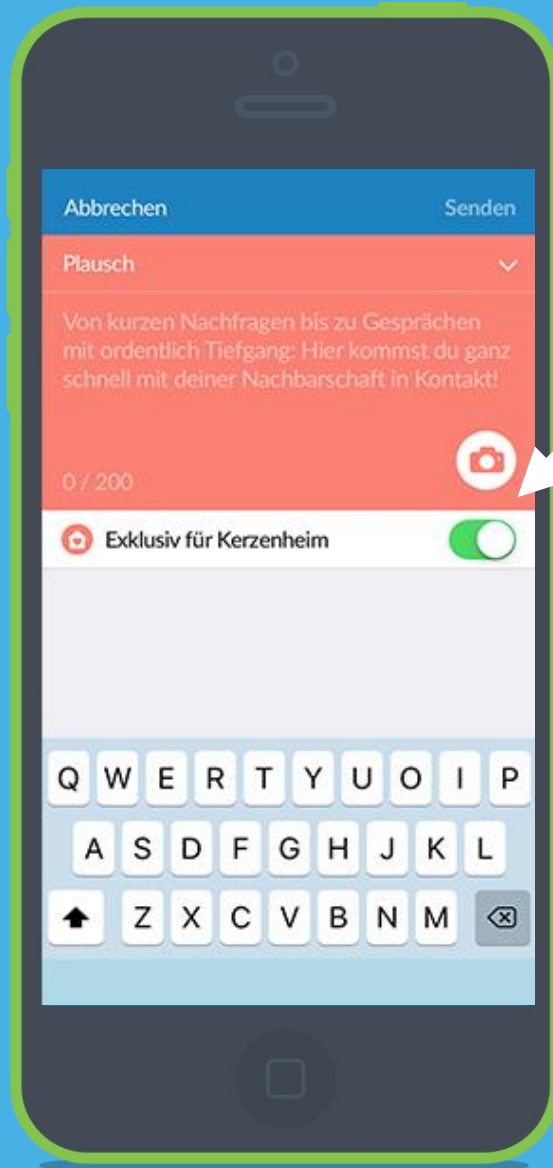 Abbrechen Senden
Plausch
Von kurzen Nachfragen bis zu Gesprächen
mit ordentlich Tiefgang: Hier kommst du ganz
schnell mit deiner Nachbarschaft in Kontakt!
0 / 200
Exklusiv für Kerzenheim
Q W E R T Y U O I P
A S D F G H J K L
Z X C V B N M